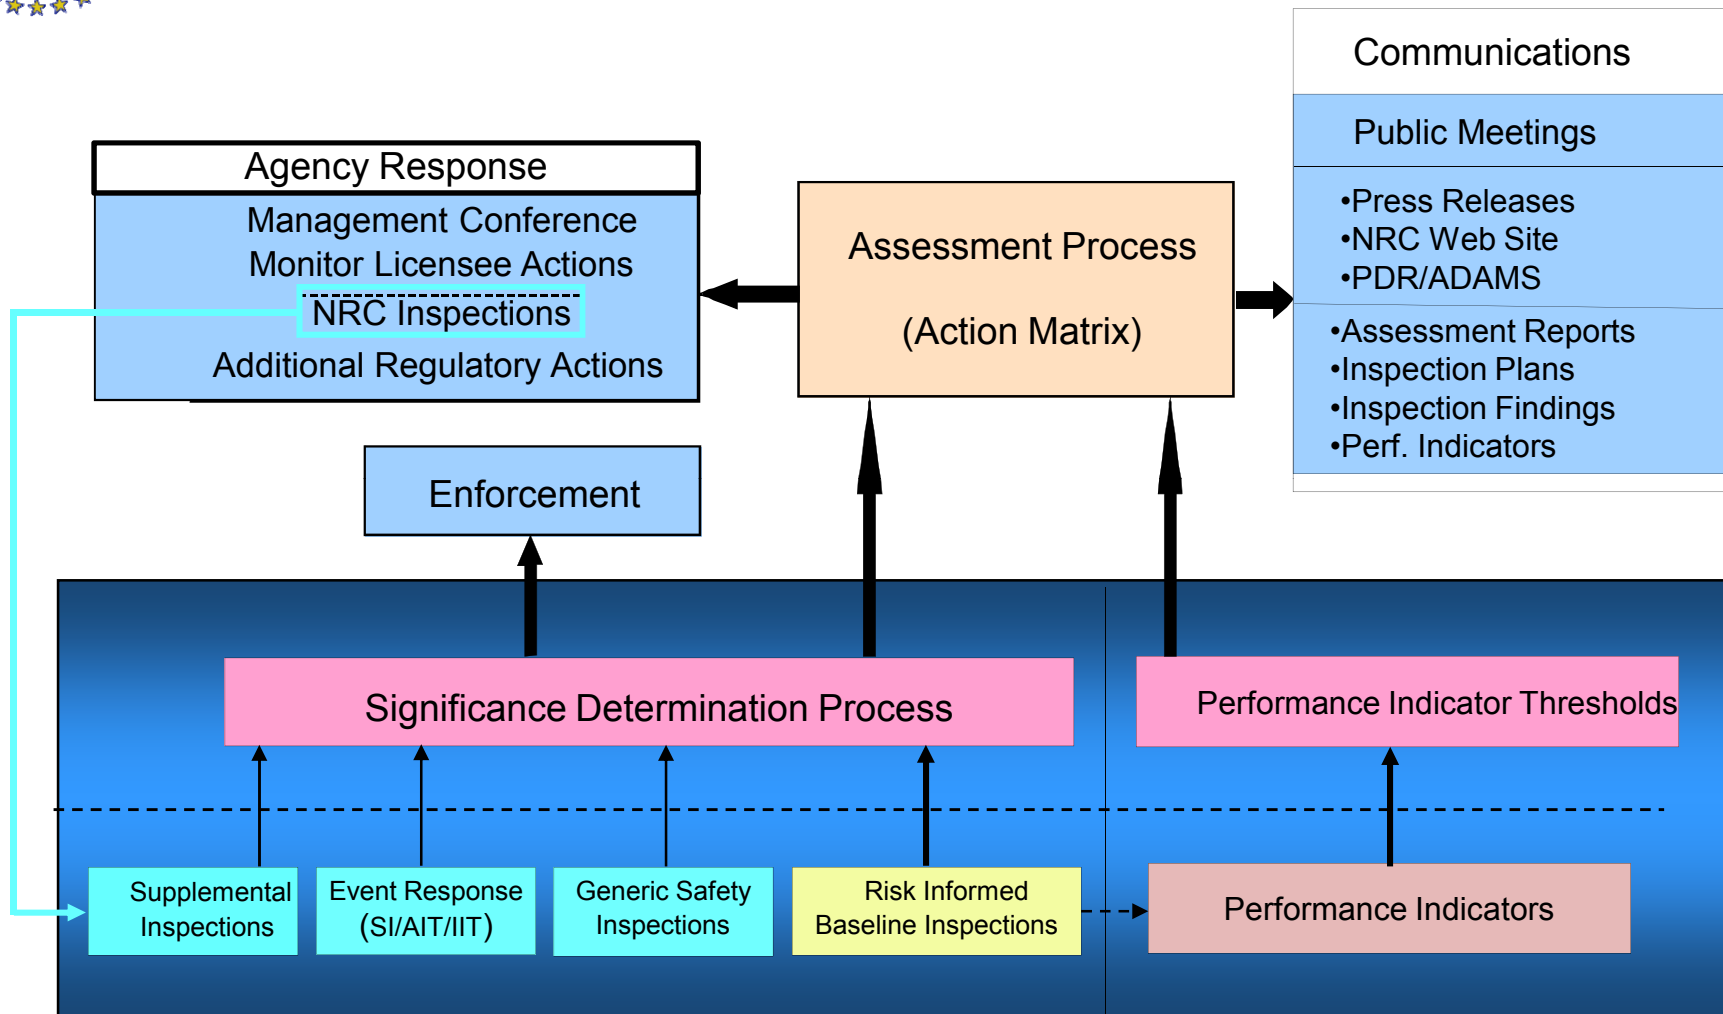 Communications
Public Meetings
•Press Releases
•NRC Web Site
•PDR/ADAMS
•Assessment Reports
•Inspection Plans
•Inspection Findings
•Perf. Indicators
Agency Response
Management Conference
Monitor Licensee Actions
NRC Inspections
Additional Regulatory Actions
Assessment Process
(Action Matrix)
Enforcement
Significance Determination Process
Performance Indicator Thresholds
Supplemental
Inspections
Event Response
(SI/AIT/IIT)
Generic Safety
Inspections
Risk Informed
Baseline Inspections
Performance Indicators